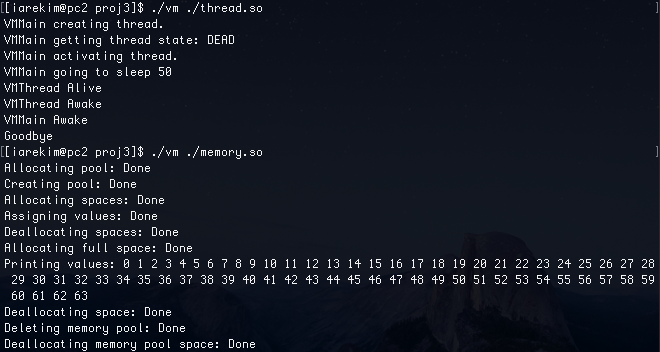 [[iarekim@pc2 proj3]$ ./vm ./thread.so ]
VMMain creating thread.
VMMain getting thread state: DEAD
VMMain activating thread.
VMMain going to sleep 50
VMThread Alive
VMThread Awake
VMMain Awake
Goodbye
[[iarekim@pc2 proj3]$ ./vm ./memory.so ]
Allocating pool: Done
Creating pool: Done
Allocating spaces: Done
Assigning values: Done
Deallocating spaces: Done
Allocating full space: Done
Printing values: 0 1 2 3 4 5 6 7 8 9 10 11 12 13 14 15 16 17 18 19 20 21 22 23 24 25 26 27 28
29 30 31 32 33 34 35 36 37 38 39 40 41 42 43 44 45 46 47 48 49 50 51 52 53 54 55 56 57 58 59
60 61 62 63
Deallocating space: Done
Deleting memory pool: Done
Deallocating memory pool space: Done